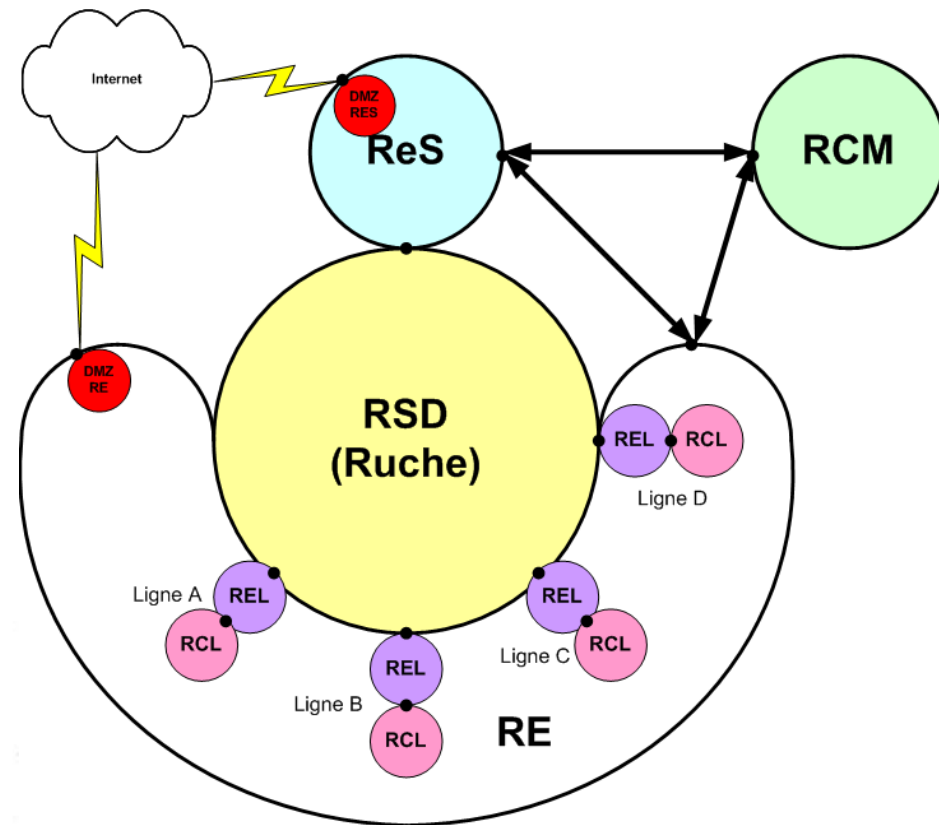 Internet
DMZ
RES
ReS
RCM
RSD
(Ruche)
DMZ
RE
REL
RCL
Ligne D
Ligne A
REL
RCL
REL
RCL
Ligne C
REL
Ligne B
RCL
RE